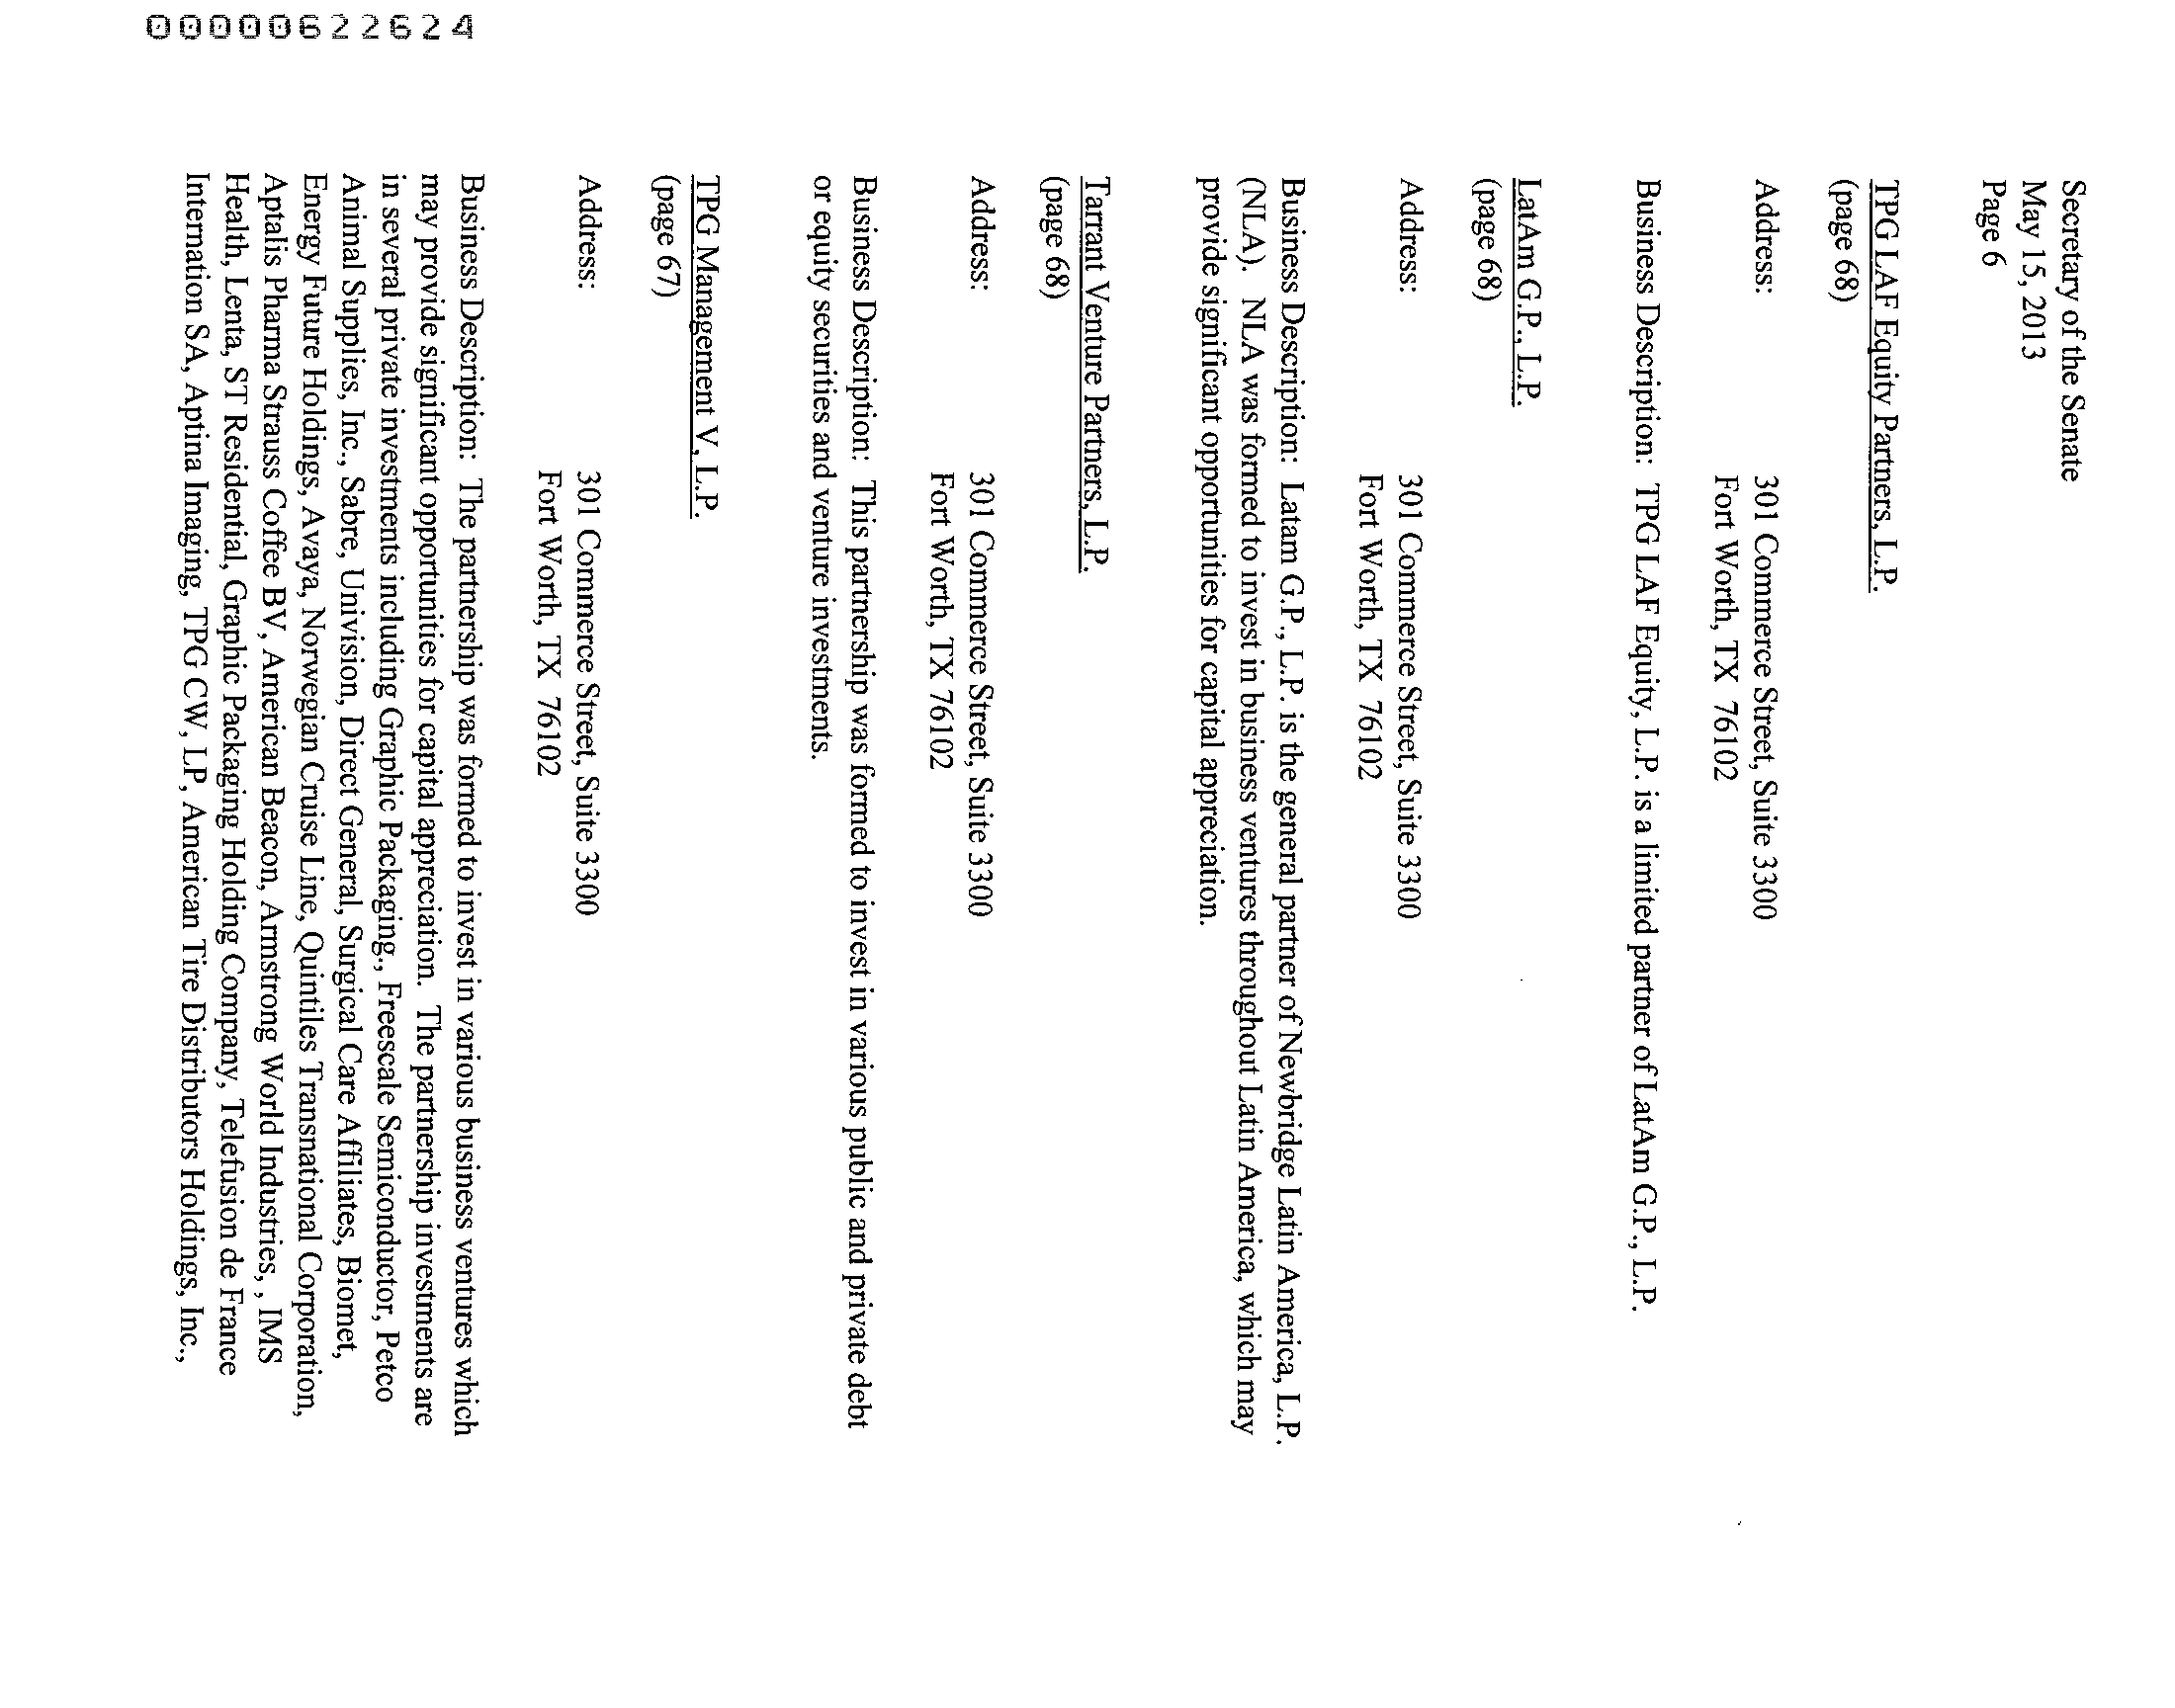 Secretary of the Senate
May 15, 2013
Page 6
TPG LAF Equity Partners, L.P.
(page 68)
Address: 301 Commerce Street, Suite 3300
Fort Worth, TX 76102
Business Description: TPG LAF Equity, L.P. is a limited partner of LatAm G.P., L.P.
LatAm G.P., L.P.
(page 68)
Address: 301 Commerce Street, Suite 3300
Fort Worth, TX 76102
Business Description: Latam G.P., L.P. is the general partner of Newbridge Latin America, L.P.
(NLA). NLA was formed to invest in business ventures throughout Latin America, which may
provide significant opportunities for capital appreciation.
Tarrant Venture Partners, L.P.
(page 68)
Address: 301 Commerce Street, Suite 3300
Fort Worth, TX 76102
Business Description: This partnership was formed to invest in various public and private debt
or equity securities and venture investments.
TPG Management V, L.P.
(page 67)
Address: 301 Commerce Street, Suite 3300
Fort Worth, TX 76102
Business Description: The partnership was formed to invest in various business ventures which
may provide significant opportunities for capital appreciation. The partnership investments are
in several private investments including Graphic Packaging., Freescale Semiconductor, Petco
Animal Supplies, Inc., Sabre, Univision, Direct General, Surgical Care Affiliates, Biomet,
Energy Future Holdings, Avaya, Norwegian Cruise Line, Quintiles Transnational Corporation,
Aptalis Pharma Strauss Coffee BV, American Beacon, Armstrong World Industries, , IMS
Health, Lenta, ST Residential, Graphic Packaging Holding Company, Telefusion de France
Internation SA, Aptina Imaging, TPG CW, LP, American Tire Distributors Holdings, Inc.,
00000622624